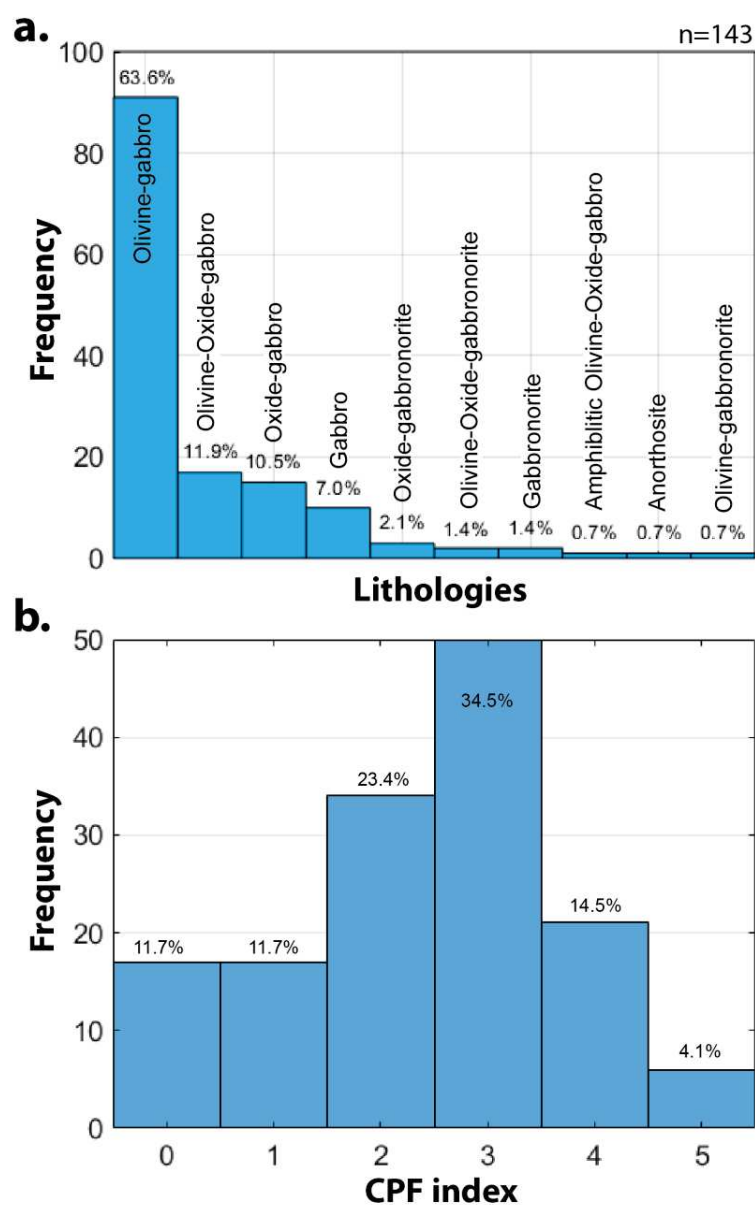 a.
n=143
100
80
60
40
20
0
Frequency
63.6%
Olivine-gabbro
11.9%
Olivine-Oxide-gabbro
10.5%
Oxide-gabbro
7.0%
Gabbro
2.1%
Oxide-gabbronorite
1.4%
Olivine-Oxide-gabbronorite
1.4%
Gabbronorite
0.7%
Amphiblitic Olivine-Oxide-gabbro
0.7%
Anorthosite
0.7%
Olivine-gabbronorite
Lithologies
b.
50
40
30
20
10
0
Frequency
11.7%
11.7%
23.4%
34.5%
14.5%
4.1%
0 1 2 3 4 5
CPF index